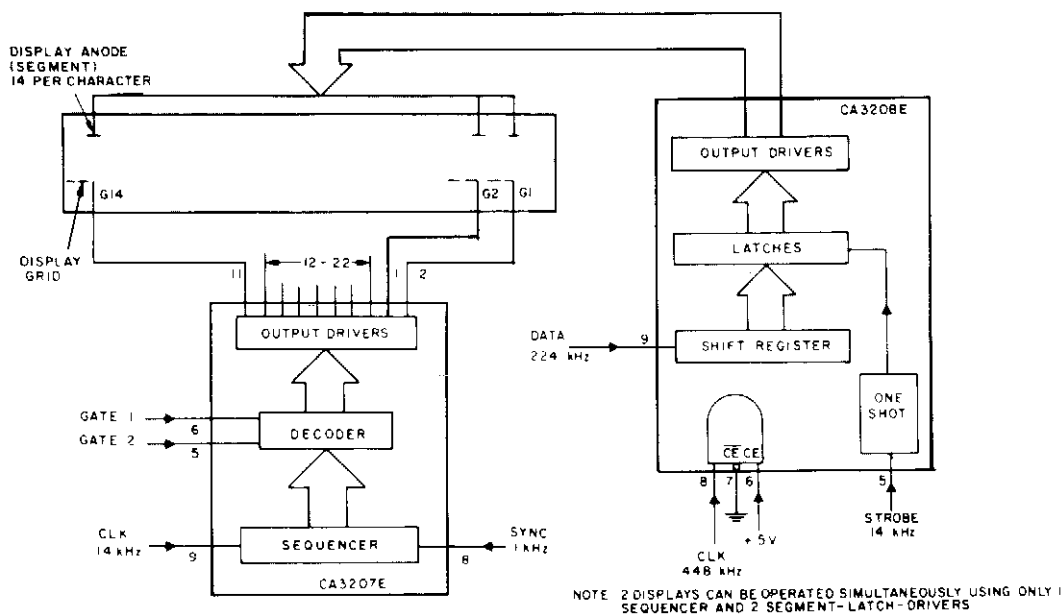 DISPLAY ANODE
(SEGMENT)
14 PER CHARACTER
G14
G2
G1
DISPLAY
GRID
11
12 - 22
1
2
OUTPUT DRIVERS
GATE 1
6
GATE 2
5
DECODER
CLK
14 kHz
9
SEQUENCER
SYNC
1 kHz
8
CA3207E
CA3208E
OUTPUT DRIVERS
LATCHES
DATA
224 kHz
9
SHIFT REGISTER
ONE
SHOT
CE CE
8
7
6
5
+ 5V
CLK
448 kHz
STROBE
14 kHz
NOTE 2 DISPLAYS CAN BE OPERATED SIMULTANEOUSLY USING ONLY 1
SEQUENCER AND 2 SEGMENT-LATCH-DRIVERS